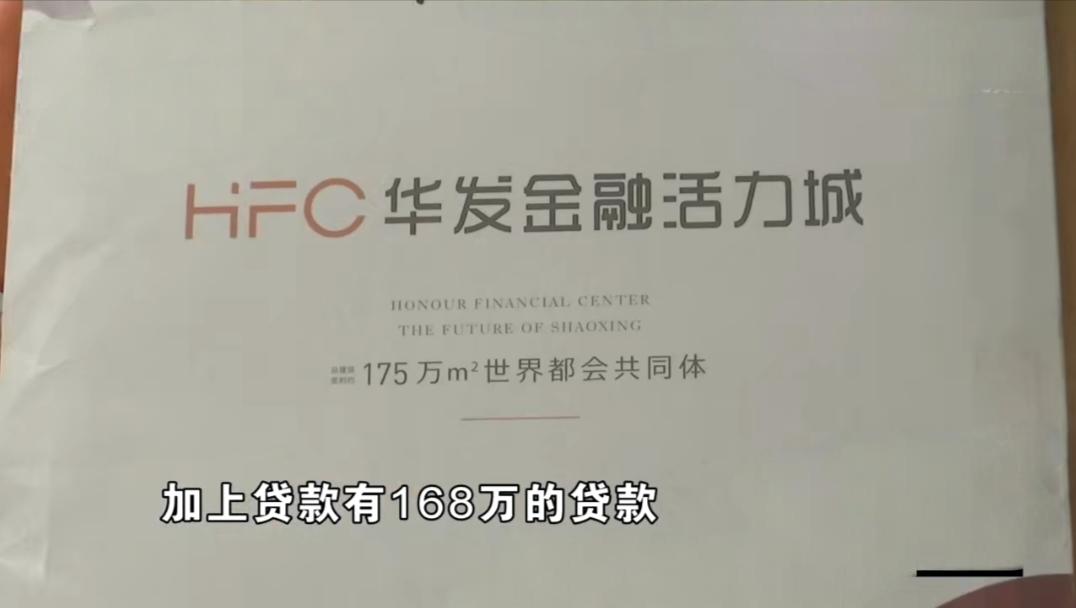 HFC 华发金融活力城
HONOUR FINANCIAL CENTER
THE FUTURE OF SHAOXING
175万m²世界都会共同体
加上贷款有168万的贷款